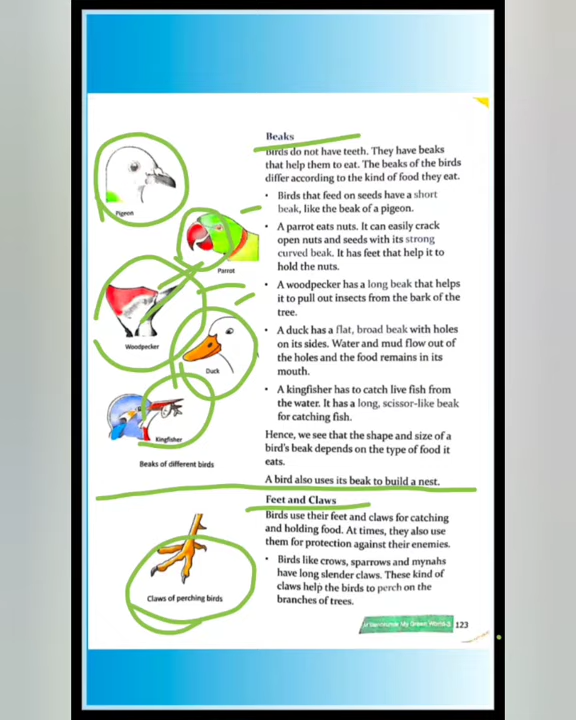 Beaks
Birds do not have teeth. They have beaks
that help them to eat. The beaks of the birds
differ according to the kind of food they eat.
• Birds that feed on seeds have a short
beak, like the beak of a pigeon.
• A parrot eats nuts. It can easily crack
open nuts and seeds with its strong
curved beak. It has feet that help it to
hold the nuts.
• A woodpecker has a long beak that helps
it to pull out insects from the bark of the
tree.
• A duck has a flat, broad beak with holes
on its sides. Water and mud flow out of
the holes and the food remains in its
mouth.
• A kingfisher has to catch live fish from
the water. It has a long, scissor-like beak
for catching fish.
Hence, we see that the shape and size of a
bird's beak depends on the type of food it
eats.
A bird also uses its beak to build a nest.
Pigeon
Parrot
Woodpecker
Duck
Kingfisher
Beaks of different birds
Feet and Claws
Birds use their feet and claws for catching
and holding food. At times, they also use
them for protection against their enemies.
• Birds like crows, sparrows and mynahs
have long slender claws. These kind of
claws help the birds to perch on the
branches of trees.
Claws of perching birds
My Green World-3
123